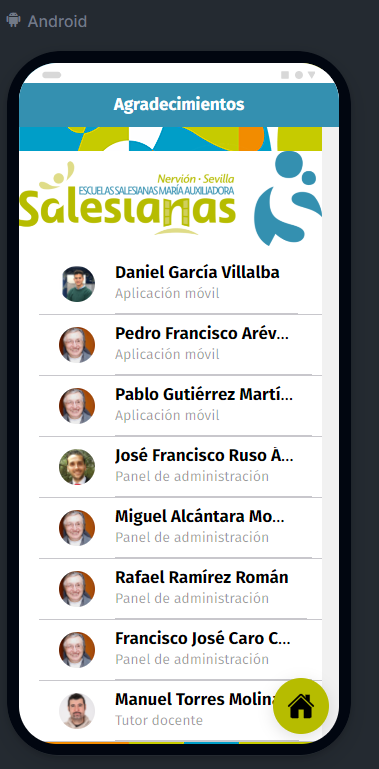 Android
Agradecimientos
Nervión · Sevilla
ESCUELAS SALESIANAS MARÍA AUXILIADORA
Salesianas
Daniel García Villalba
Aplicación móvil
Pedro Francisco Arév...
Aplicación móvil
Pablo Gutiérrez Martí...
Aplicación móvil
José Francisco Ruso À...
Panel de administración
Miguel Alcántara Mo...
Panel de administración
Rafael Ramírez Román
Panel de administración
Francisco José Caro C...
Panel de administración
Manuel Torres Molina
Tutor docente